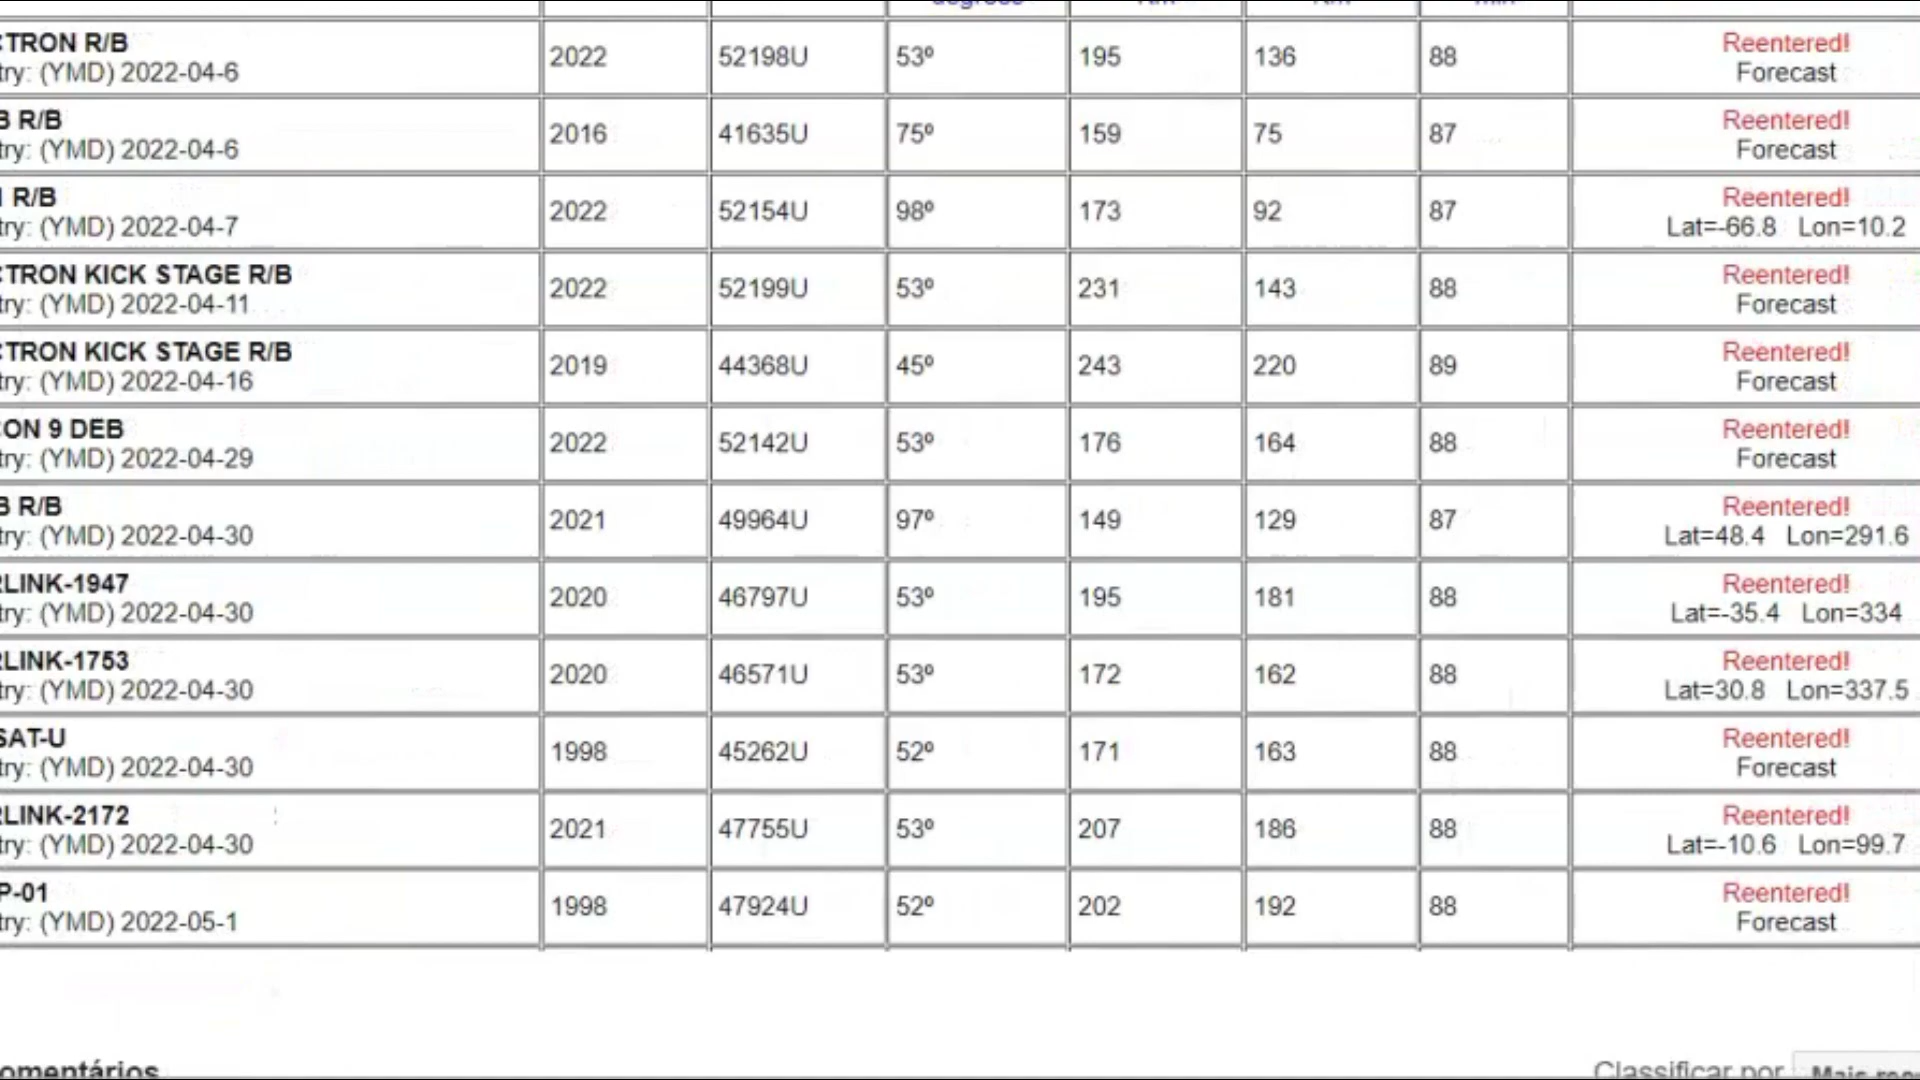 CTRON R/B
try: (YMD) 2022-04-6 2022 52198U 53º 195 136 88 Reentered!
Forecast
B R/B
try: (YMD) 2022-04-6 2016 41635U 75º 159 75 87 Reentered!
Forecast
R/B
try: (YMD) 2022-04-7 2022 52154U 98º 173 92 87 Reentered!
Lat=-66.8 Lon=10.2
CTRON KICK STAGE R/B
try: (YMD) 2022-04-11 2022 52199U 53º 231 143 88 Reentered!
Forecast
CTRON KICK STAGE R/B
try: (YMD) 2022-04-16 2019 44368U 45º 243 220 89 Reentered!
Forecast
CON 9 DEB
try: (YMD) 2022-04-29 2022 52142U 53º 176 164 88 Reentered!
Forecast
B R/B
try: (YMD) 2022-04-30 2021 49964U 97º 149 129 87 Reentered!
Lat=48.4 Lon=291.6
RLINK-1947
try: (YMD) 2022-04-30 2020 46797U 53º 195 181 88 Reentered!
Lat=-35.4 Lon=334
RLINK-1753
try: (YMD) 2022-04-30 2020 46571U 53º 172 162 88 Reentered!
Lat=30.8 Lon=337.5
SAT-U
try: (YMD) 2022-04-30 1998 45262U 52º 171 163 88 Reentered!
Forecast
RLINK-2172
try: (YMD) 2022-04-30 2021 47755U 53º 207 186 88 Reentered!
Lat=-10.6 Lon=99.7
P-01
try: (YMD) 2022-05-1 1998 47924U 52º 202 192 88 Reentered!
Forecast
omentários Classificar por